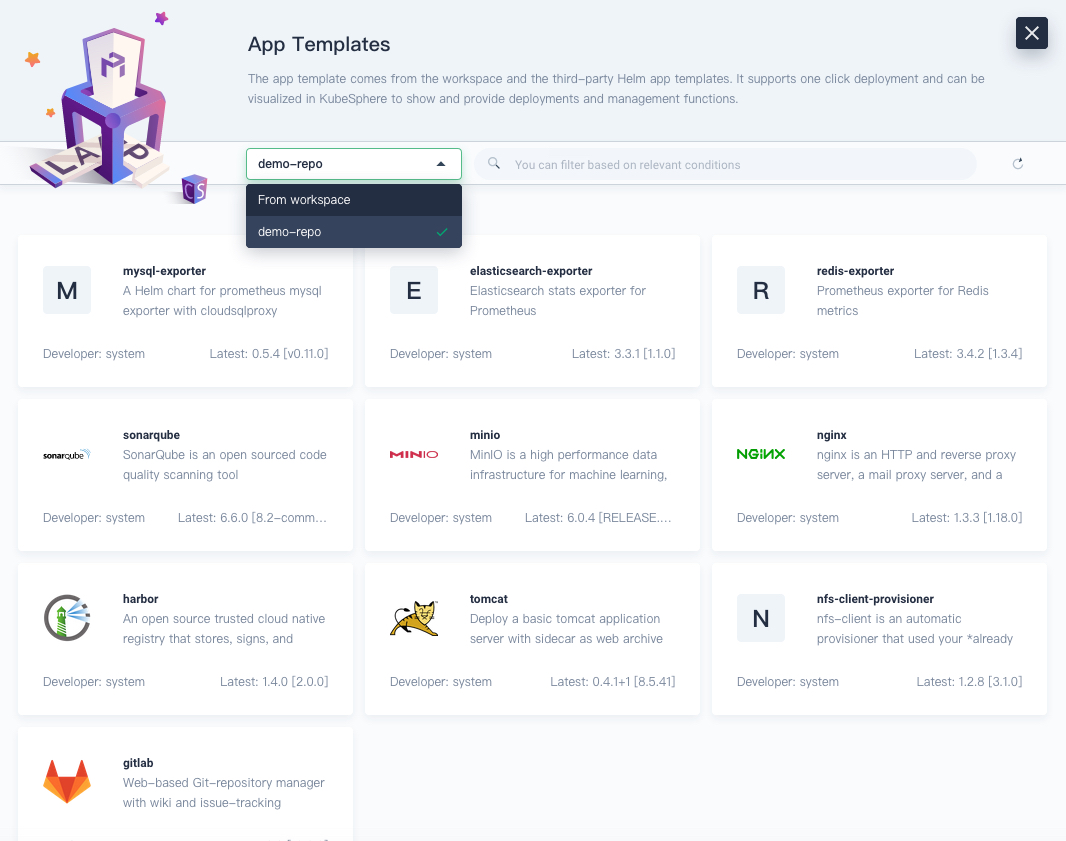 App Templates
The app template comes from the workspace and the third-party Helm app templates. It supports one click deployment and can be
visualized in KubeSphere to show and provide deployments and management functions.
LAPP
CS
demo-repo
You can filter based on relevant conditions
From workspace
demo-repo
M
mysql-exporter
A Helm chart for prometheus mysql
exporter with cloudsqlproxy
Developer: system
Latest: 0.5.4 [v0.11.0]
E
elasticsearch-exporter
Elasticsearch stats exporter for
Prometheus
Developer: system
Latest: 3.3.1 [1.1.0]
R
redis-exporter
Prometheus exporter for Redis
metrics
Developer: system
Latest: 3.4.2 [1.3.4]
sonarqube
sonarqube
SonarQube is an open sourced code
quality scanning tool
Developer: system
Latest: 6.6.0 [8.2-comm...
MINIO
minio
MinIO is a high performance data
infrastructure for machine learning,
Developer: system
Latest: 6.0.4 [RELEASE....
NGINX
nginx
nginx is an HTTP and reverse proxy
server, a mail proxy server, and a
Developer: system
Latest: 1.3.3 [1.18.0]
harbor
An open source trusted cloud native
registry that stores, signs, and
Developer: system
Latest: 1.4.0 [2.0.0]
tomcat
Deploy a basic tomcat application
server with sidecar as web archive
Developer: system
Latest: 0.4.1+1 [8.5.41]
N
nfs-client-provisioner
nfs-client is an automatic
provisioner that used your *already
Developer: system
Latest: 1.2.8 [3.1.0]
gitlab
Web-based Git-repository manager
with wiki and issue-tracking